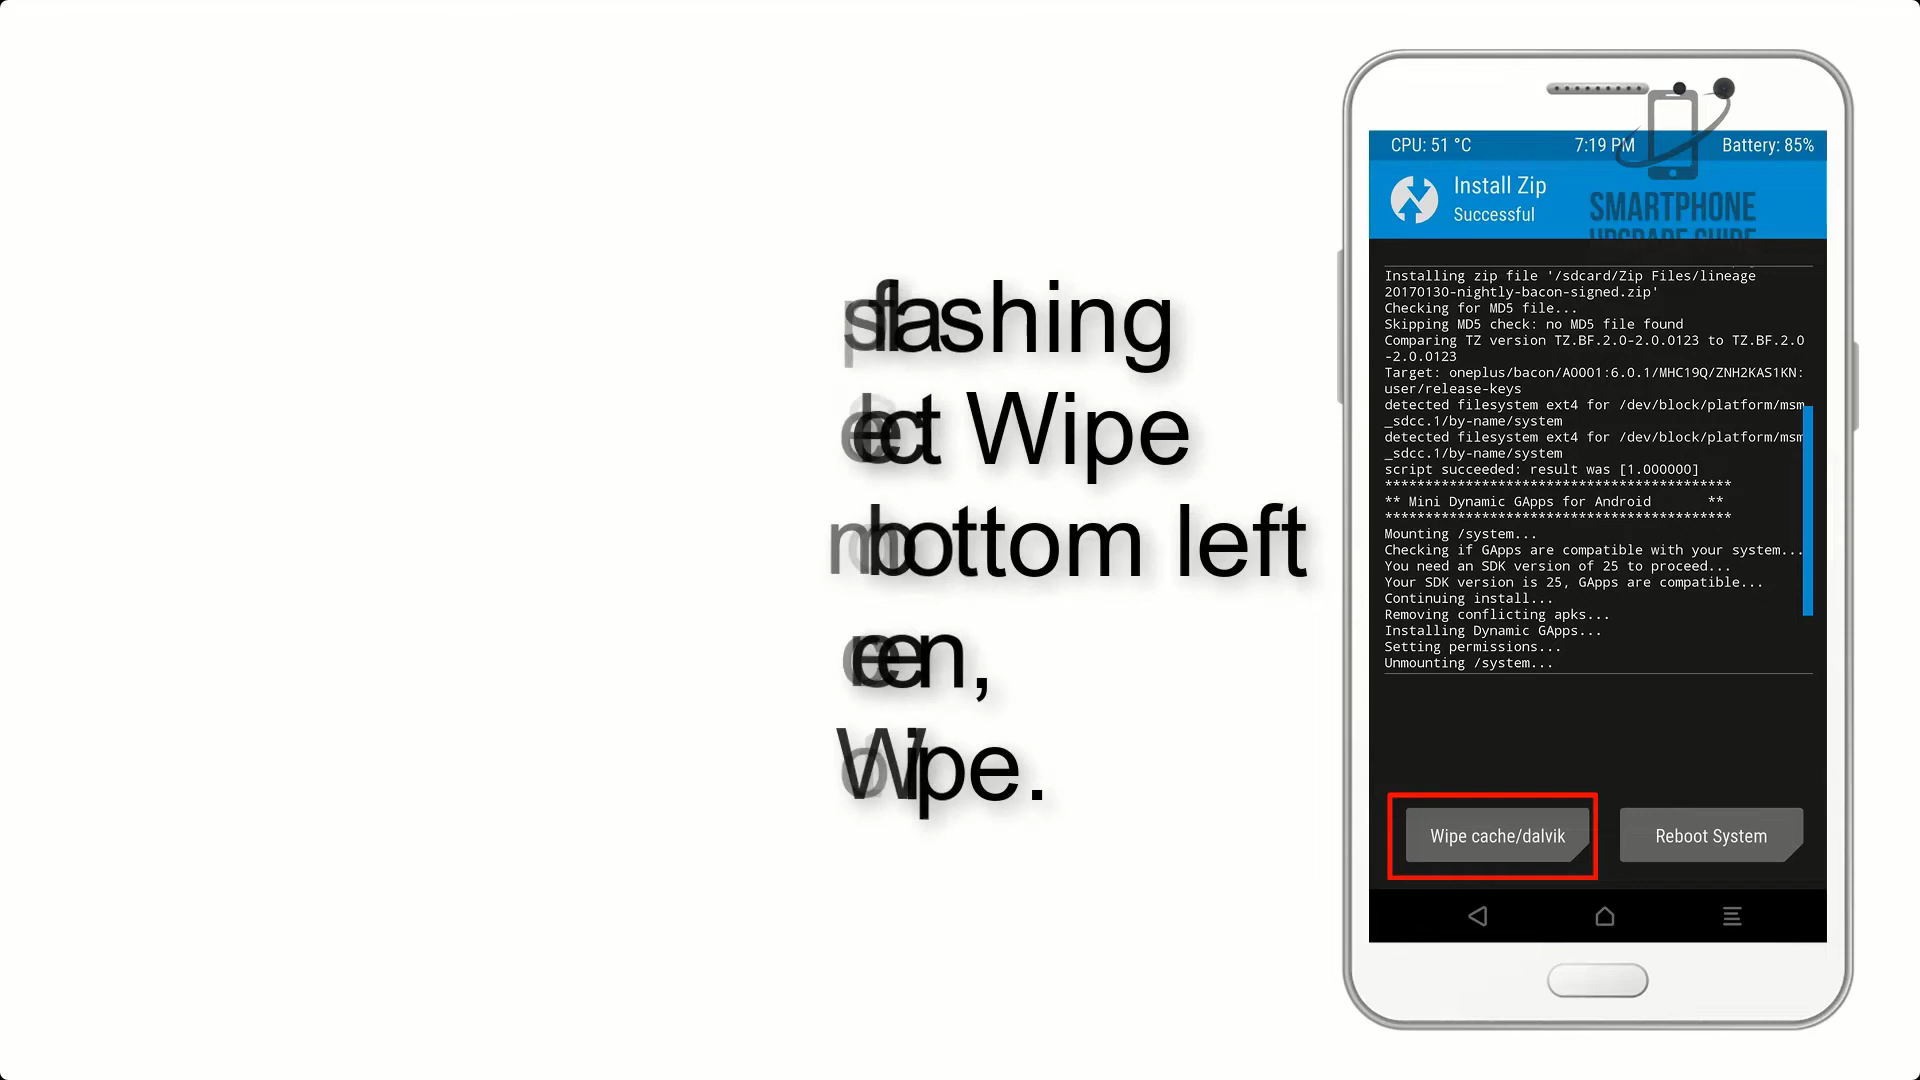 flashing
Wipe
bottom left
Wipe.
CPU: 51 °C 7:19 PM Battery: 85%
Install Zip
Successful
SMARTPHONE
UPGRADE GUIDE
Installing zip file '/sdcard/Zip Files/lineage
20170130-nightly-bacon-signed.zip'
Checking for MD5 file...
Skipping MD5 check: no MD5 file found
Comparing TZ version TZ.BF.2.0-2.0.0123 to TZ.BF.2.0
-2.0.0123
Target: oneplus/bacon/A0001:6.0.1/MHC19Q/ZNH2KAS1KN:
user/release-keys
detected filesystem ext4 for /dev/block/platform/msm
_sdcc.1/by-name/system
detected filesystem ext4 for /dev/block/platform/msm
_sdcc.1/by-name/system
script succeeded: result was [1.000000]
*******************************************
** Mini Dynamic GApps for Android **
*******************************************
Mounting /system...
Checking if GApps are compatible with your system...
You need an SDK version of 25 to proceed...
Your SDK version is 25, GApps are compatible...
Continuing install...
Removing conflicting apks...
Installing Dynamic GApps...
Setting permissions...
Unmounting /system...
Wipe cache/dalvik
Reboot System